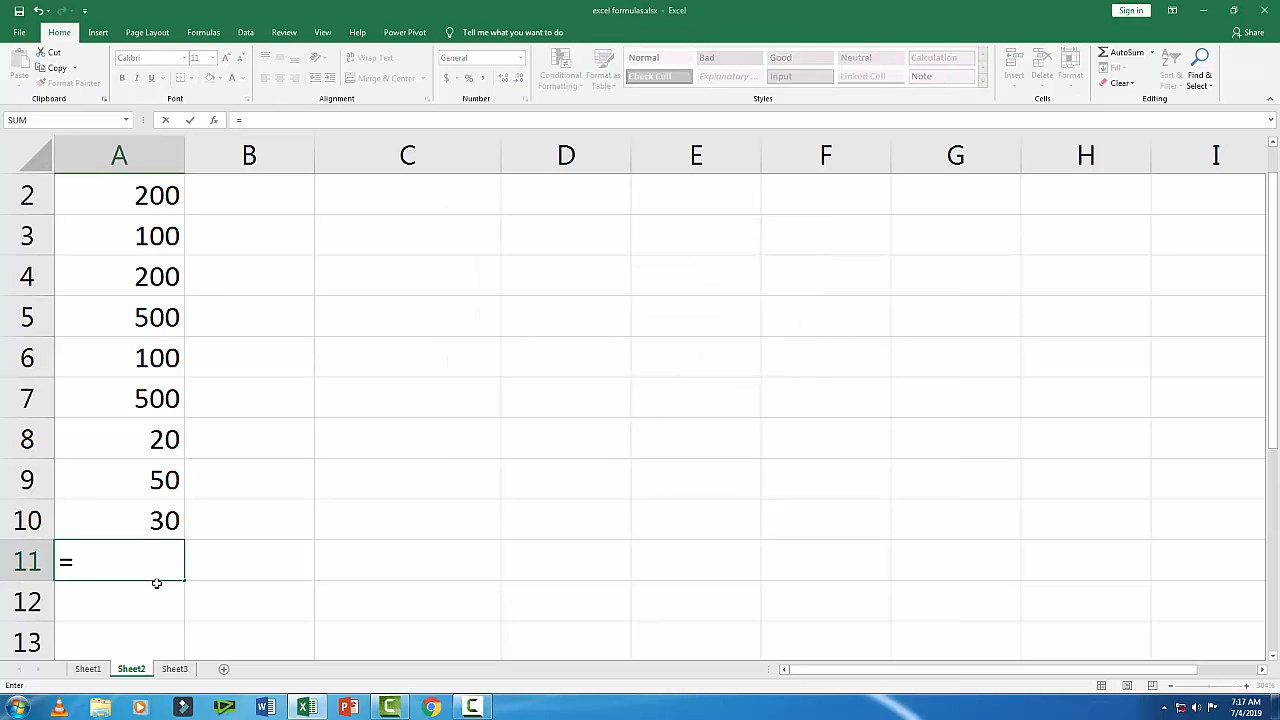 excel formulas.xlsx - Excel
Sign in
File Home Insert Page Layout Formulas Data Review View Help Power Pivot Tell me what you want to do Share
Paste
Cut
Copy
Format Painter
Clipboard
Calibri 11
B I U
Font
Merge & Center
Alignment
General
$ % ,
Number
Conditional Formatting
Format as Table
Normal Bad Good Neutral Calculation
Check Cell Explanatory ... Input Linked Cell Note
Styles
Insert Delete Format
Cells
AutoSum
Fill
Clear
Sort & Filter
Find & Select
Editing
SUM fx =
A B C D E F G H I
2 200
3 100
4 200
5 500
6 100
7 500
8 20
9 50
10 30
11 =
12
13
Sheet1 Sheet2 Sheet3
Enter 304%
7:17 AM
7/4/2019